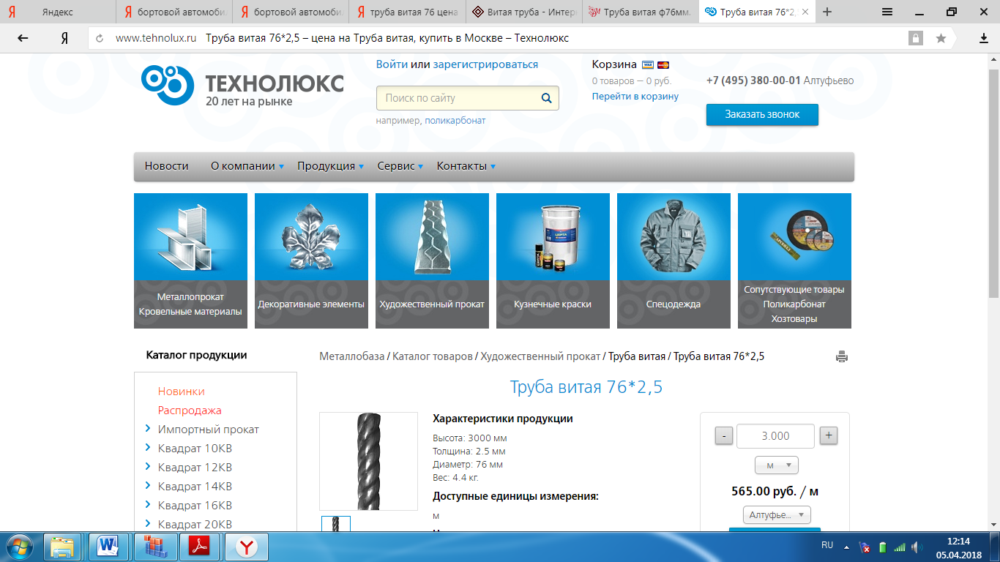 Яндекс
бортовой автомоби
бортовой автомоби
труба витая 76 цена
Витая труба - Интер
Труба витая ф76мм.
Труба витая 76*2,
www.tehnolux.ru Труба витая 76*2,5 – цена на Труба витая, купить в Москве – Технолюкс
ТЕХНОЛЮКС
20 лет на рынке
Войти или зарегистрироваться
Поиск по сайту
например, поликарбонат
Корзина
0 товаров — 0 руб.
Перейти в корзину
+7 (495) 380-00-01 Алтуфьево
Заказать звонок
Новости О компании Продукция Сервис Контакты
Металлопрокат
Кровельные материалы
Декоративные элементы
Художественный прокат
ЦЕРТА
Кузнечные краски
Спецодежда
Сопутствующие товары
Поликарбонат
Хозтовары
Каталог продукции
Новинки
Распродажа
Импортный прокат
Квадрат 10КВ
Квадрат 12КВ
Квадрат 14КВ
Квадрат 16КВ
Квадрат 20КВ
Металлобаза / Каталог товаров / Художественный прокат / Труба витая / Труба витая 76*2,5
Труба витая 76*2,5
Характеристики продукции
Высота: 3000 мм
Толщина: 2.5 мм
Диаметр: 76 мм
Вес: 4.4 кг.
Доступные единицы измерения:
м
- 3.000 +
м
565.00 руб. / м
Алтуфье...
RU
12:14
05.04.2018